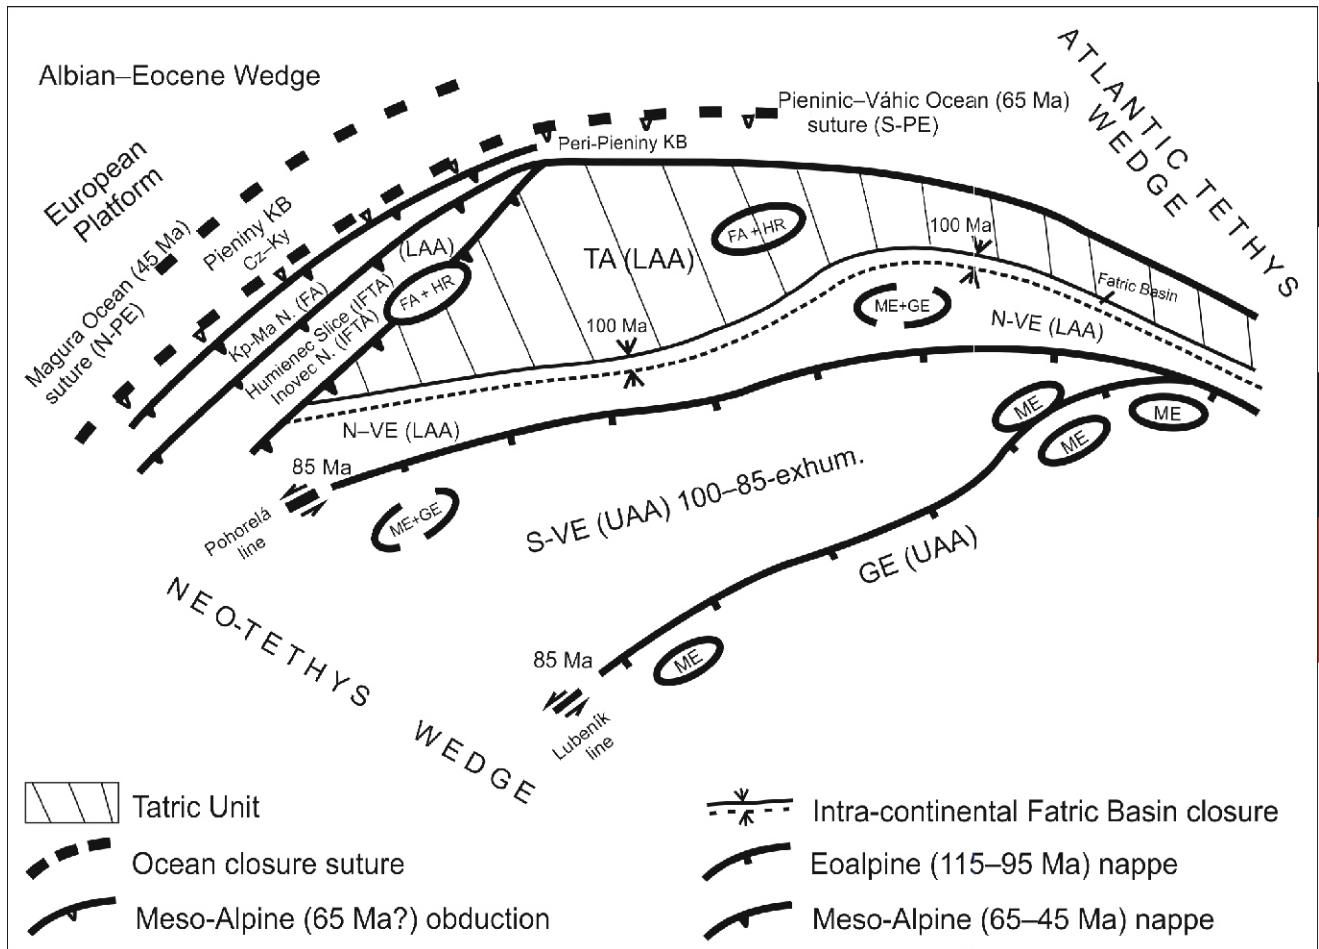 Albian–Eocene Wedge
ATLANTIC TETHYS
WEDGE
Pieninic–Váhic Ocean (65 Ma)
suture (S-PE)
Peri-Pieniny KB
European
Platform
Magura Ocean (45 Ma)
suture (N-PE)
Pieniny KB
Cz-Ky
Kp-Ma N. (FA)
(LAA)
Humienec Slice (IFTA)
Inovec N. (IFTA)
FA + HR
TA (LAA)
FA + HR
100 Ma
Fatric Basin
100 Ma
ME+GE
N-VE (LAA)
N–VE (LAA)
85 Ma
Pohorelá
line
ME+GE
S-VE (UAA) 100–85-exhum.
ME
ME
ME
GE (UAA)
NEO-TETHYS WEDGE
85 Ma
ME
Lubeník
line
Tatric Unit
Ocean closure suture
Meso-Alpine (65 Ma?) obduction
Intra-continental Fatric Basin closure
Eoalpine (115–95 Ma) nappe
Meso-Alpine (65–45 Ma) nappe